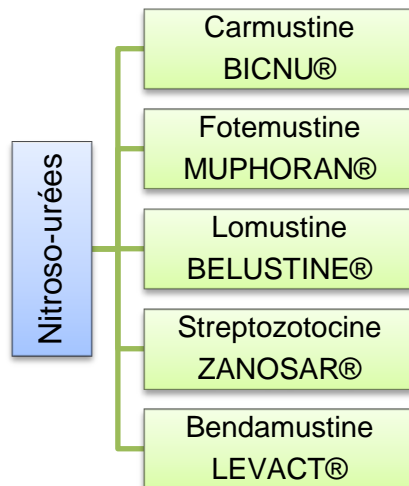 Nitroso-urées
Carmustine
BICNU®
Fotemustine
MUPHORAN®
Lomustine
BELUSTINE®
Streptozotocine
ZANOSAR®
Bendamustine
LEVACT®